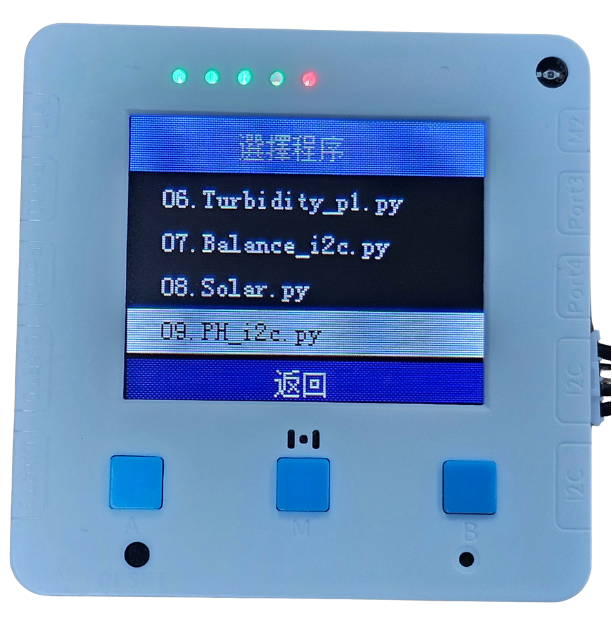 選擇程序
06.Turbidity_p1.py
07.Balance_i2c.py
08.Solar.py
09.PH_i2c.py
返回
M2
Port3
Port4
I2C
I2C
A
M
B